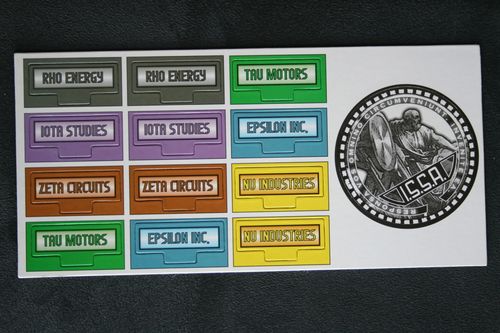 RHO ENERGY RHO ENERGY TAU MOTORS
IOTA STUDIES IOTA STUDIES EPSILON INC.
ZETA CIRCUITS ZETA CIRCUITS NU INDUSTRIES
TAU MOTORS EPSILON INC. NU INDUSTRIES
I.S.S.A.